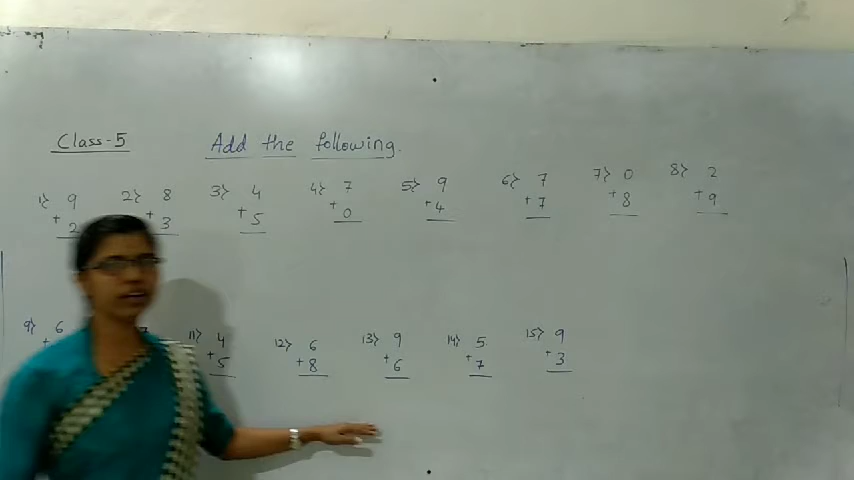 Class-5 Add the following.
1) 9 2) 8 3) 4 4) 7 5) 9 6) 7 7) 0 8) 2
+2 +3 +5 +0 +4 +7 +8 +9
9) 6 7 11) 4 12) 6 13) 9 14) 5 15) 9
+ +5 +8 +6 +7 +3